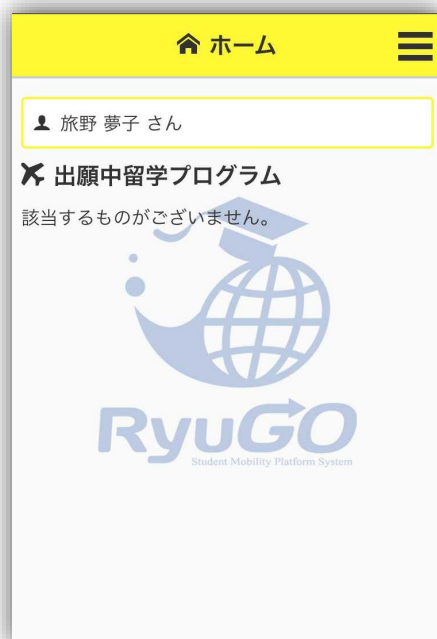 ホーム
旅野 夢子 さん
出願中留学プログラム
該当するものがございません。
RyuGO
Student Mobility Platform System